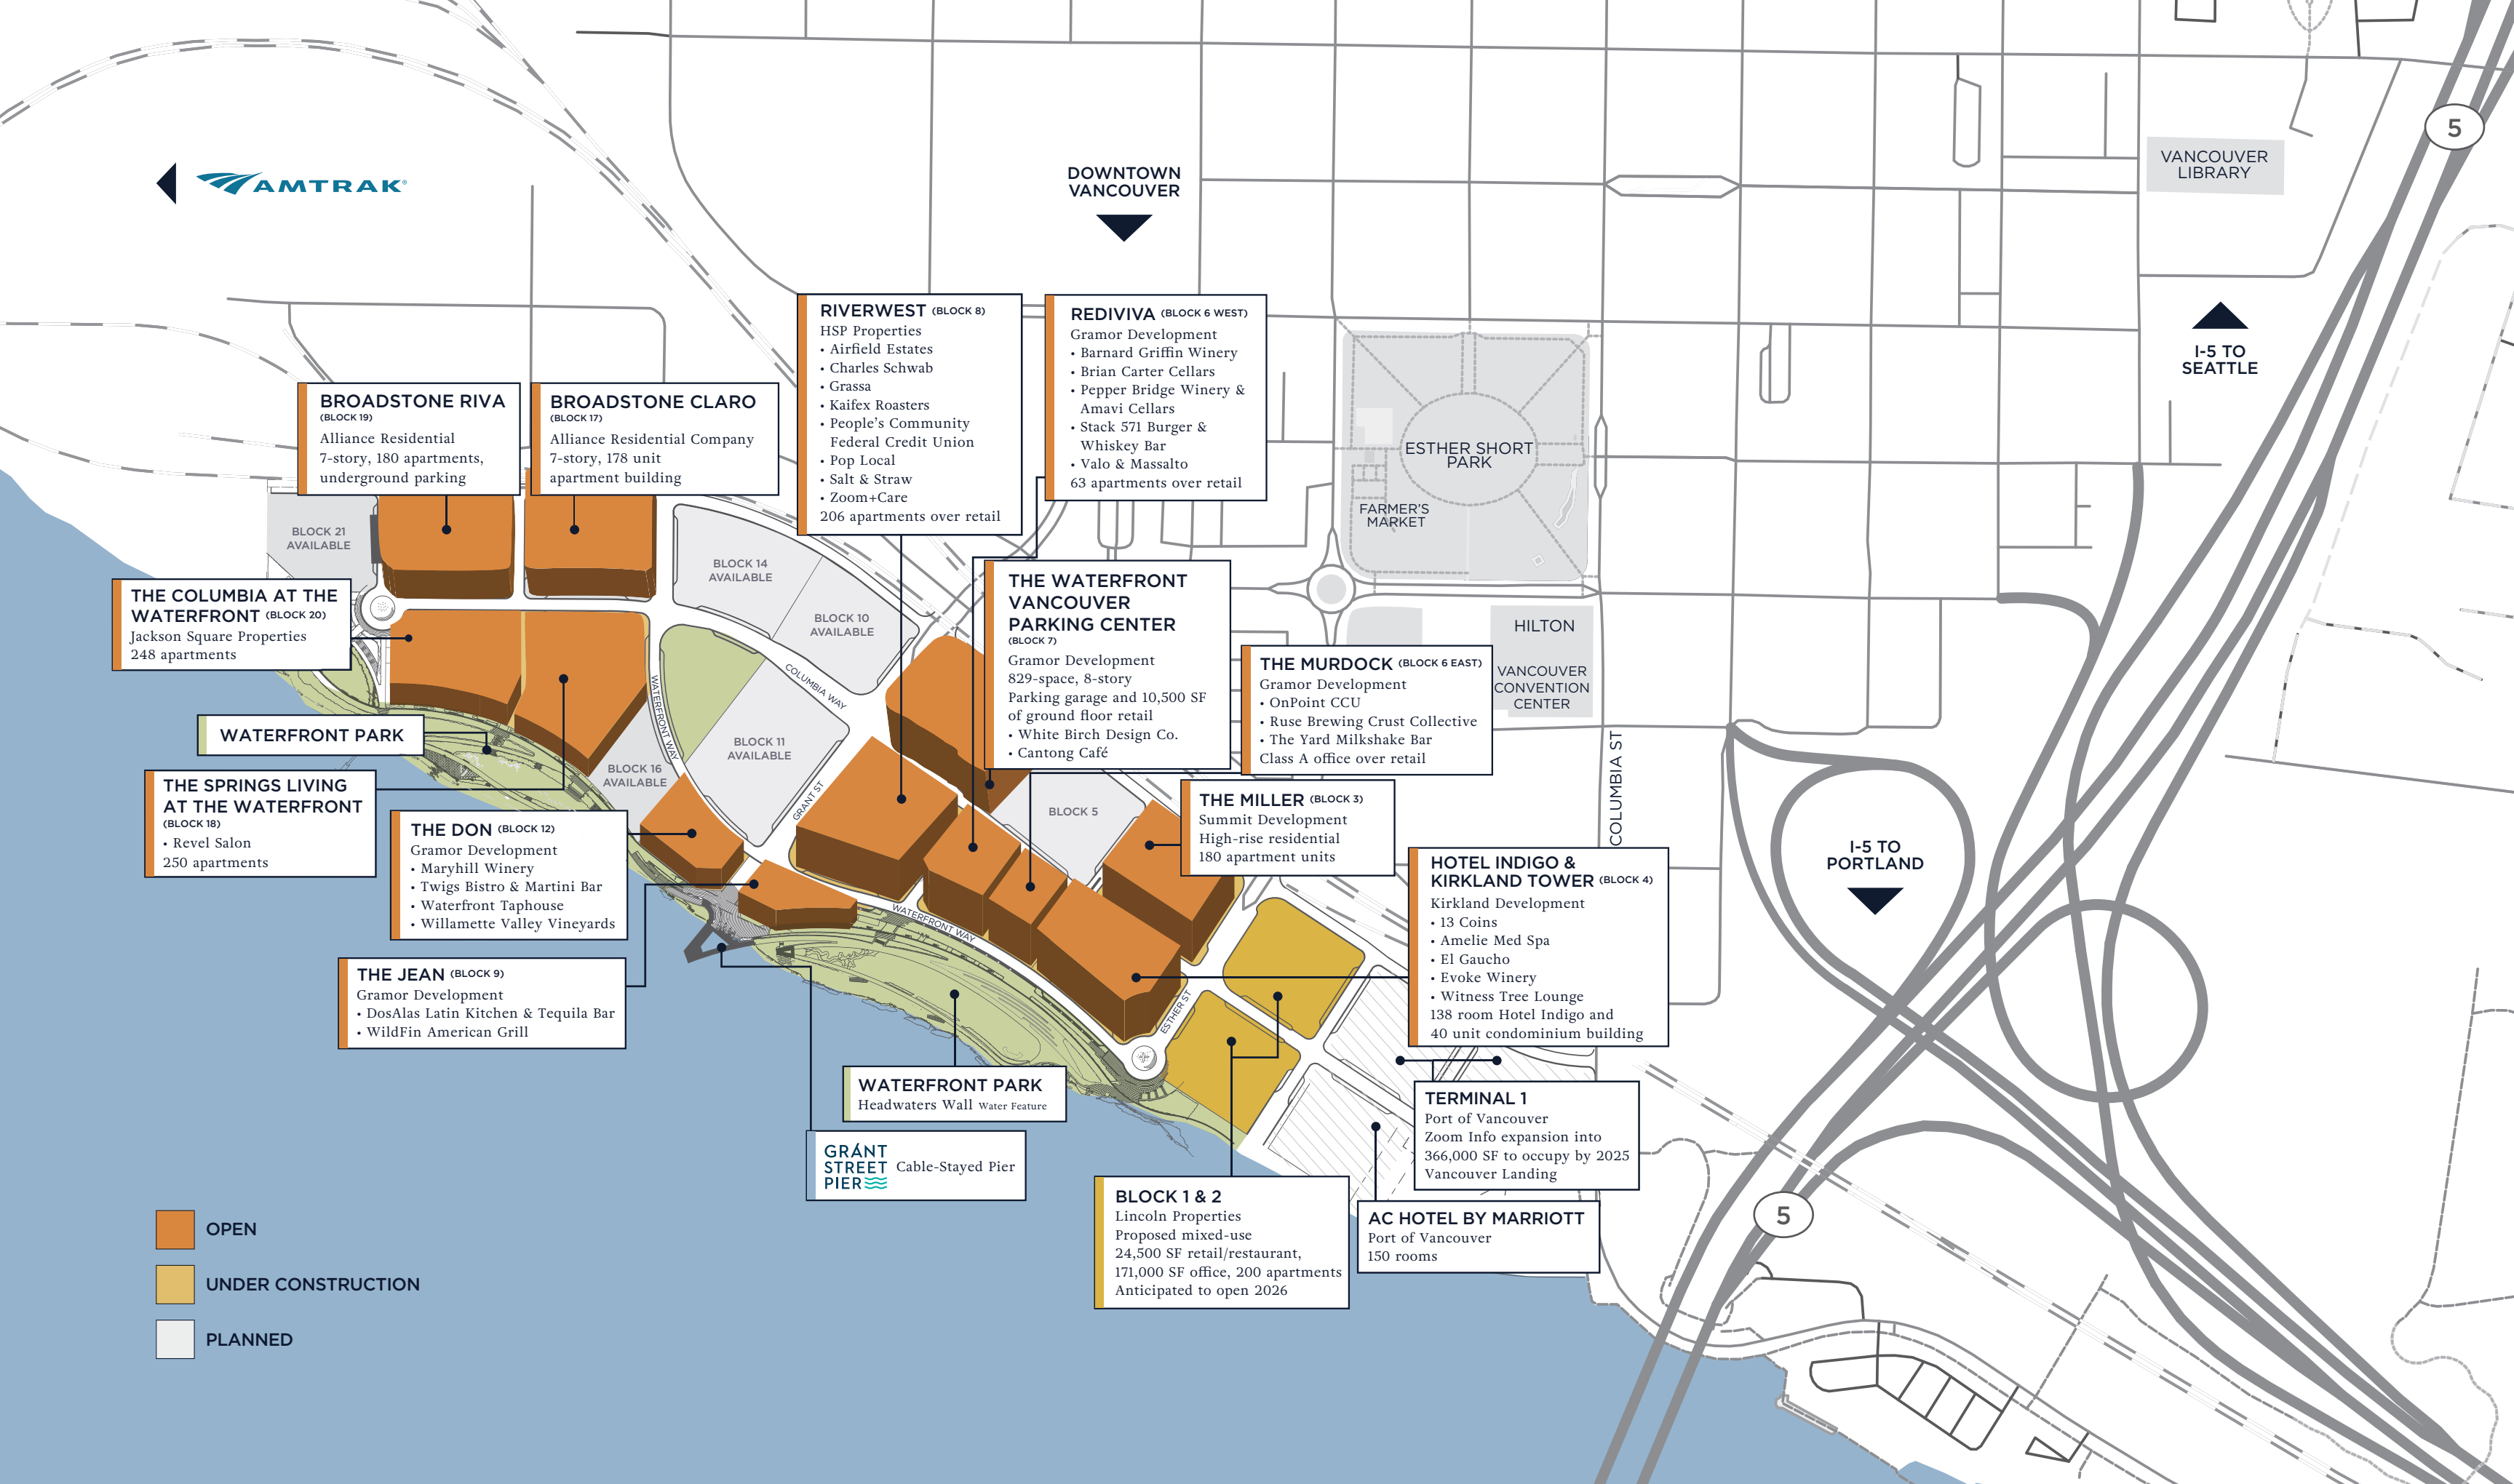 5
VANCOUVER
LIBRARY
AMTRAK®
DOWNTOWN
VANCOUVER
I-5 TO
SEATTLE
RIVERWEST (BLOCK 8)
HSP Properties
• Airfield Estates
• Charles Schwab
• Grassa
• Kaifex Roasters
• People's Community
Federal Credit Union
• Pop Local
• Salt & Straw
• Zoom+Care
206 apartments over retail
REDIVIVA (BLOCK 6 WEST)
Gramor Development
• Barnard Griffin Winery
• Brian Carter Cellars
• Pepper Bridge Winery &
Amavi Cellars
• Stack 571 Burger &
Whiskey Bar
• Valo & Massalto
63 apartments over retail
BROADSTONE RIVA
(BLOCK 19)
Alliance Residential
7-story, 180 apartments,
underground parking
BROADSTONE CLARO
(BLOCK 17)
Alliance Residential Company
7-story, 178 unit
apartment building
ESTHER SHORT
PARK
FARMER'S
MARKET
BLOCK 21
AVAILABLE
BLOCK 14
AVAILABLE
BLOCK 10
AVAILABLE
THE COLUMBIA AT THE
WATERFRONT (BLOCK 20)
Jackson Square Properties
248 apartments
THE WATERFRONT
VANCOUVER
PARKING CENTER
(BLOCK 7)
Gramor Development
829-space, 8-story
Parking garage and 10,500 SF
of ground floor retail
• White Birch Design Co.
• Cantong Café
HILTON
VANCOUVER
CONVENTION
CENTER
THE MURDOCK (BLOCK 6 EAST)
Gramor Development
• OnPoint CCU
• Ruse Brewing Crust Collective
• The Yard Milkshake Bar
Class A office over retail
COLUMBIA WAY
WATERFRONT WAY
WATERFRONT PARK
BLOCK 11
AVAILABLE
BLOCK 16
AVAILABLE
GRANT ST
COLUMBIA ST
THE SPRINGS LIVING
AT THE WATERFRONT
(BLOCK 18)
• Revel Salon
250 apartments
BLOCK 5
THE MILLER (BLOCK 3)
Summit Development
High-rise residential
180 apartment units
THE DON (BLOCK 12)
Gramor Development
• Maryhill Winery
• Twigs Bistro & Martini Bar
• Waterfront Taphouse
• Willamette Valley Vineyards
I-5 TO
PORTLAND
HOTEL INDIGO &
KIRKLAND TOWER (BLOCK 4)
Kirkland Development
• 13 Coins
• Amelie Med Spa
• El Gaucho
• Evoke Winery
• Witness Tree Lounge
138 room Hotel Indigo and
40 unit condominium building
WATERFRONT WAY
THE JEAN (BLOCK 9)
Gramor Development
• DosAlas Latin Kitchen & Tequila Bar
• WildFin American Grill
ESTHER ST
WATERFRONT PARK
Headwaters Wall Water Feature
TERMINAL 1
Port of Vancouver
Zoom Info expansion into
366,000 SF to occupy by 2025
Vancouver Landing
GRÁNT
STREET
PIER
Cable-Stayed Pier
BLOCK 1 & 2
Lincoln Properties
Proposed mixed-use
24,500 SF retail/restaurant,
171,000 SF office, 200 apartments
Anticipated to open 2026
AC HOTEL BY MARRIOTT
Port of Vancouver
150 rooms
5
OPEN
UNDER CONSTRUCTION
PLANNED